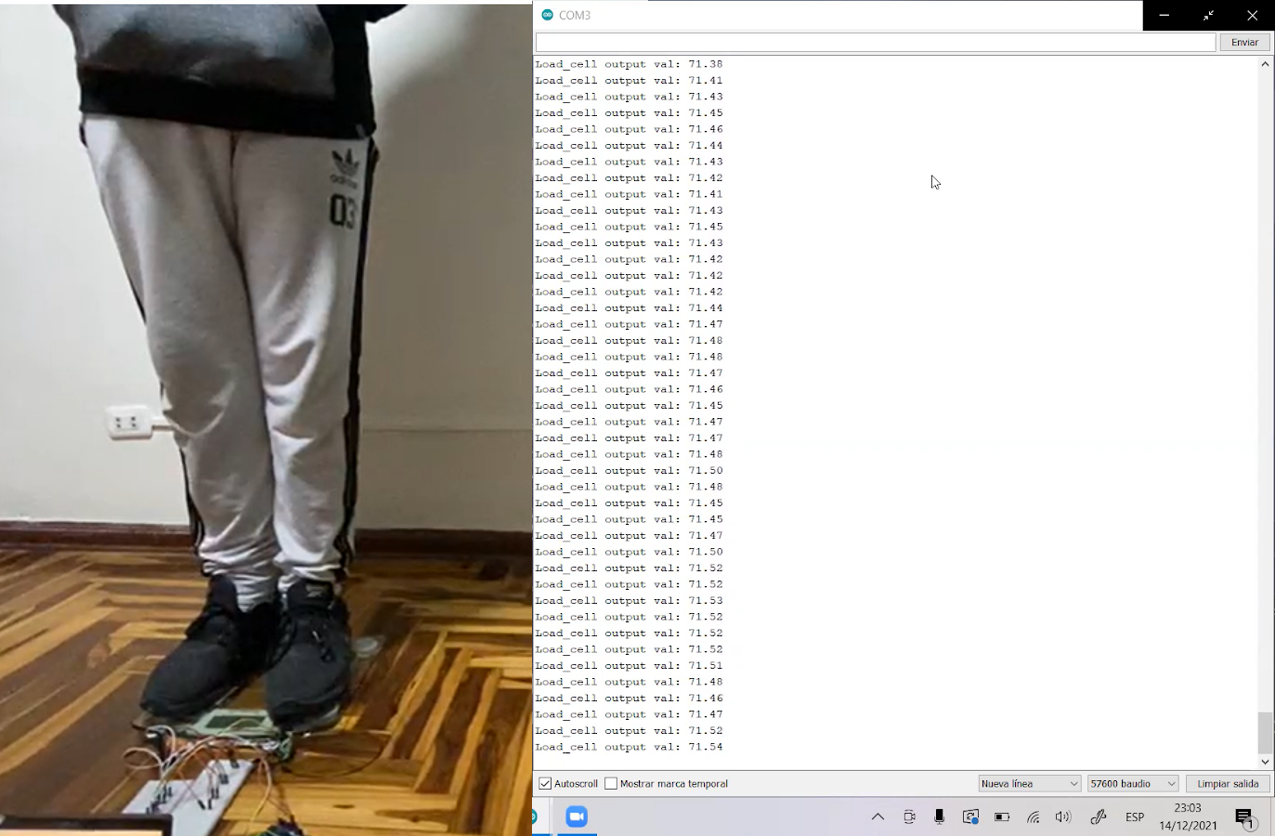 adidas
03
COM3
Enviar
Load_cell output val: 71.38
Load_cell output val: 71.41
Load_cell output val: 71.43
Load_cell output val: 71.45
Load_cell output val: 71.46
Load_cell output val: 71.44
Load_cell output val: 71.43
Load_cell output val: 71.42
Load_cell output val: 71.41
Load_cell output val: 71.43
Load_cell output val: 71.45
Load_cell output val: 71.43
Load_cell output val: 71.42
Load_cell output val: 71.42
Load_cell output val: 71.42
Load_cell output val: 71.44
Load_cell output val: 71.47
Load_cell output val: 71.48
Load_cell output val: 71.48
Load_cell output val: 71.47
Load_cell output val: 71.46
Load_cell output val: 71.45
Load_cell output val: 71.47
Load_cell output val: 71.47
Load_cell output val: 71.48
Load_cell output val: 71.50
Load_cell output val: 71.48
Load_cell output val: 71.45
Load_cell output val: 71.45
Load_cell output val: 71.47
Load_cell output val: 71.50
Load_cell output val: 71.52
Load_cell output val: 71.52
Load_cell output val: 71.53
Load_cell output val: 71.52
Load_cell output val: 71.52
Load_cell output val: 71.52
Load_cell output val: 71.51
Load_cell output val: 71.48
Load_cell output val: 71.46
Load_cell output val: 71.47
Load_cell output val: 71.52
Load_cell output val: 71.54
Autoscroll Mostrar marca temporal Nueva línea 57600 baudio Limpiar salida
ESP 23:03
14/12/2021
1